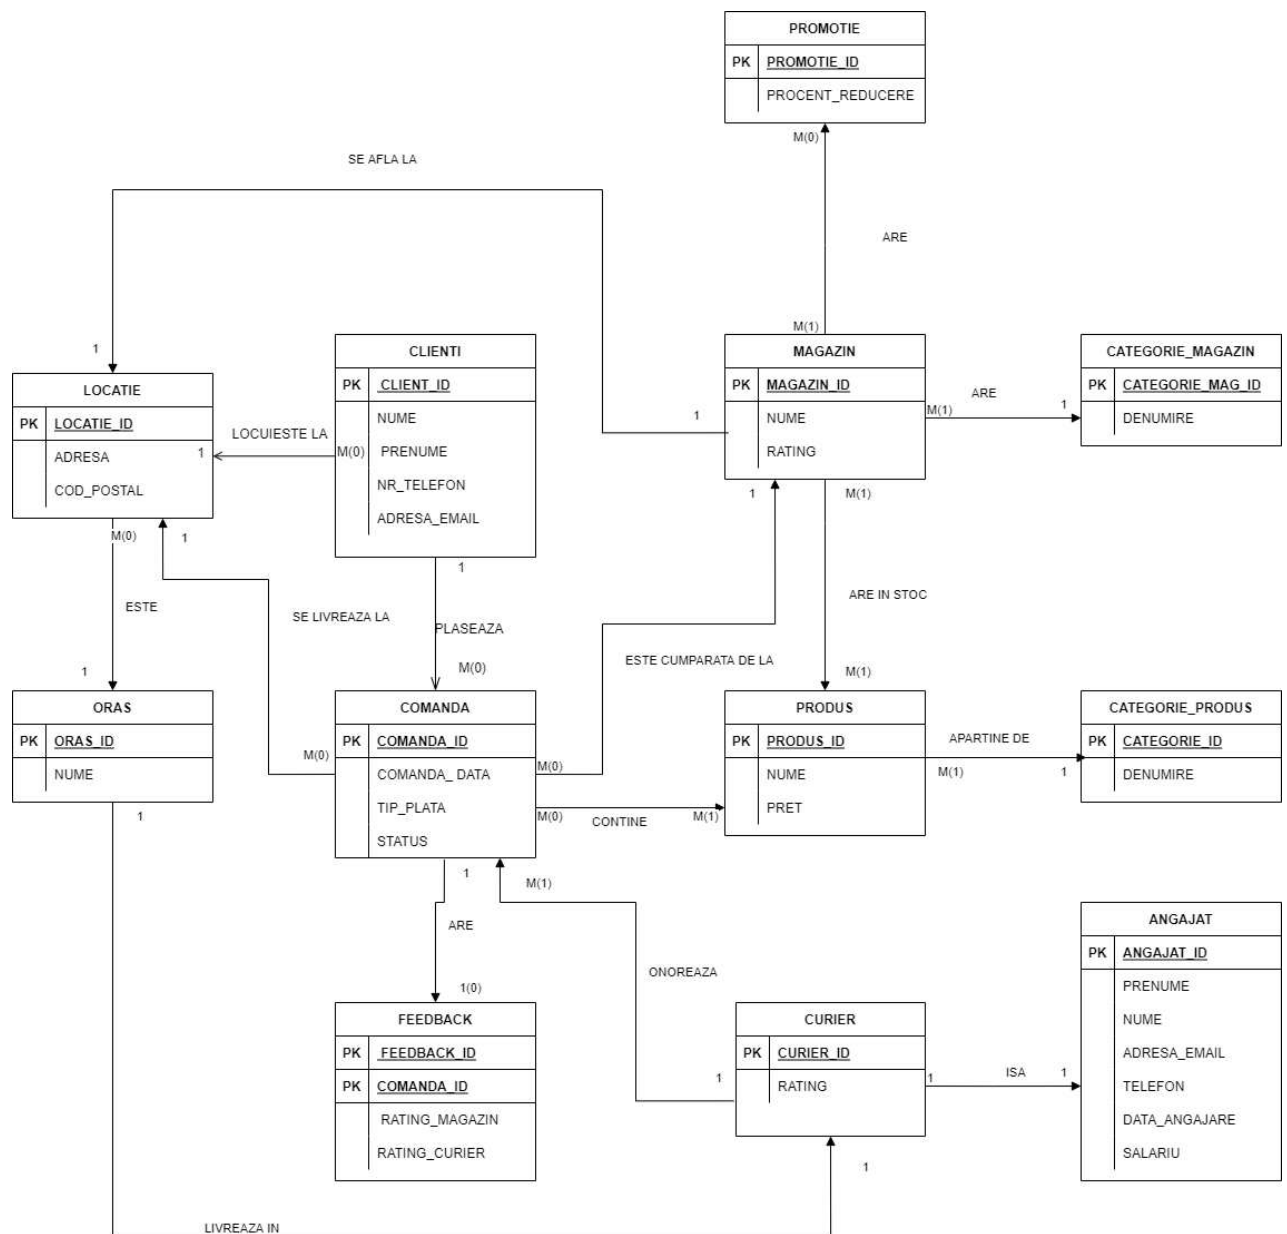 PROMOTIE
PK PROMOTIE_ID
PROCENT_REDUCERE
M(0)
SE AFLA LA
ARE
M(1)
1
LOCATIE
PK LOCATIE_ID
ADRESA
COD_POSTAL
CLIENTI
PK CLIENT_ID
NUME
PRENUME
NR_TELEFON
ADRESA_EMAIL
LOCUIESTE LA
1
M(0)
MAGAZIN
PK MAGAZIN_ID
NUME
RATING
1
ARE
M(1)
1
CATEGORIE_MAGAZIN
PK CATEGORIE_MAG_ID
DENUMIRE
1
M(1)
M(0)
1
1
ESTE
SE LIVREAZA LA
PLASEAZA
ARE IN STOC
ESTE CUMPARATA DE LA
1
M(0)
M(1)
ORAS
PK ORAS_ID
NUME
1
M(0)
COMANDA
PK COMANDA_ID
COMANDA_ DATA
TIP_PLATA
STATUS
M(0)
M(0)
CONTINE
M(1)
PRODUS
PK PRODUS_ID
NUME
PRET
APARTINE DE
M(1)
1
CATEGORIE_PRODUS
PK CATEGORIE_ID
DENUMIRE
1
M(1)
ARE
ONOREAZA
1(0)
FEEDBACK
PK FEEDBACK_ID
PK COMANDA_ID
RATING_MAGAZIN
RATING_CURIER
1
CURIER
PK CURIER_ID
RATING
1
ISA
1
ANGAJAT
PK ANGAJAT_ID
PRENUME
NUME
ADRESA_EMAIL
TELEFON
DATA_ANGAJARE
SALARIU
1
LIVREAZA IN